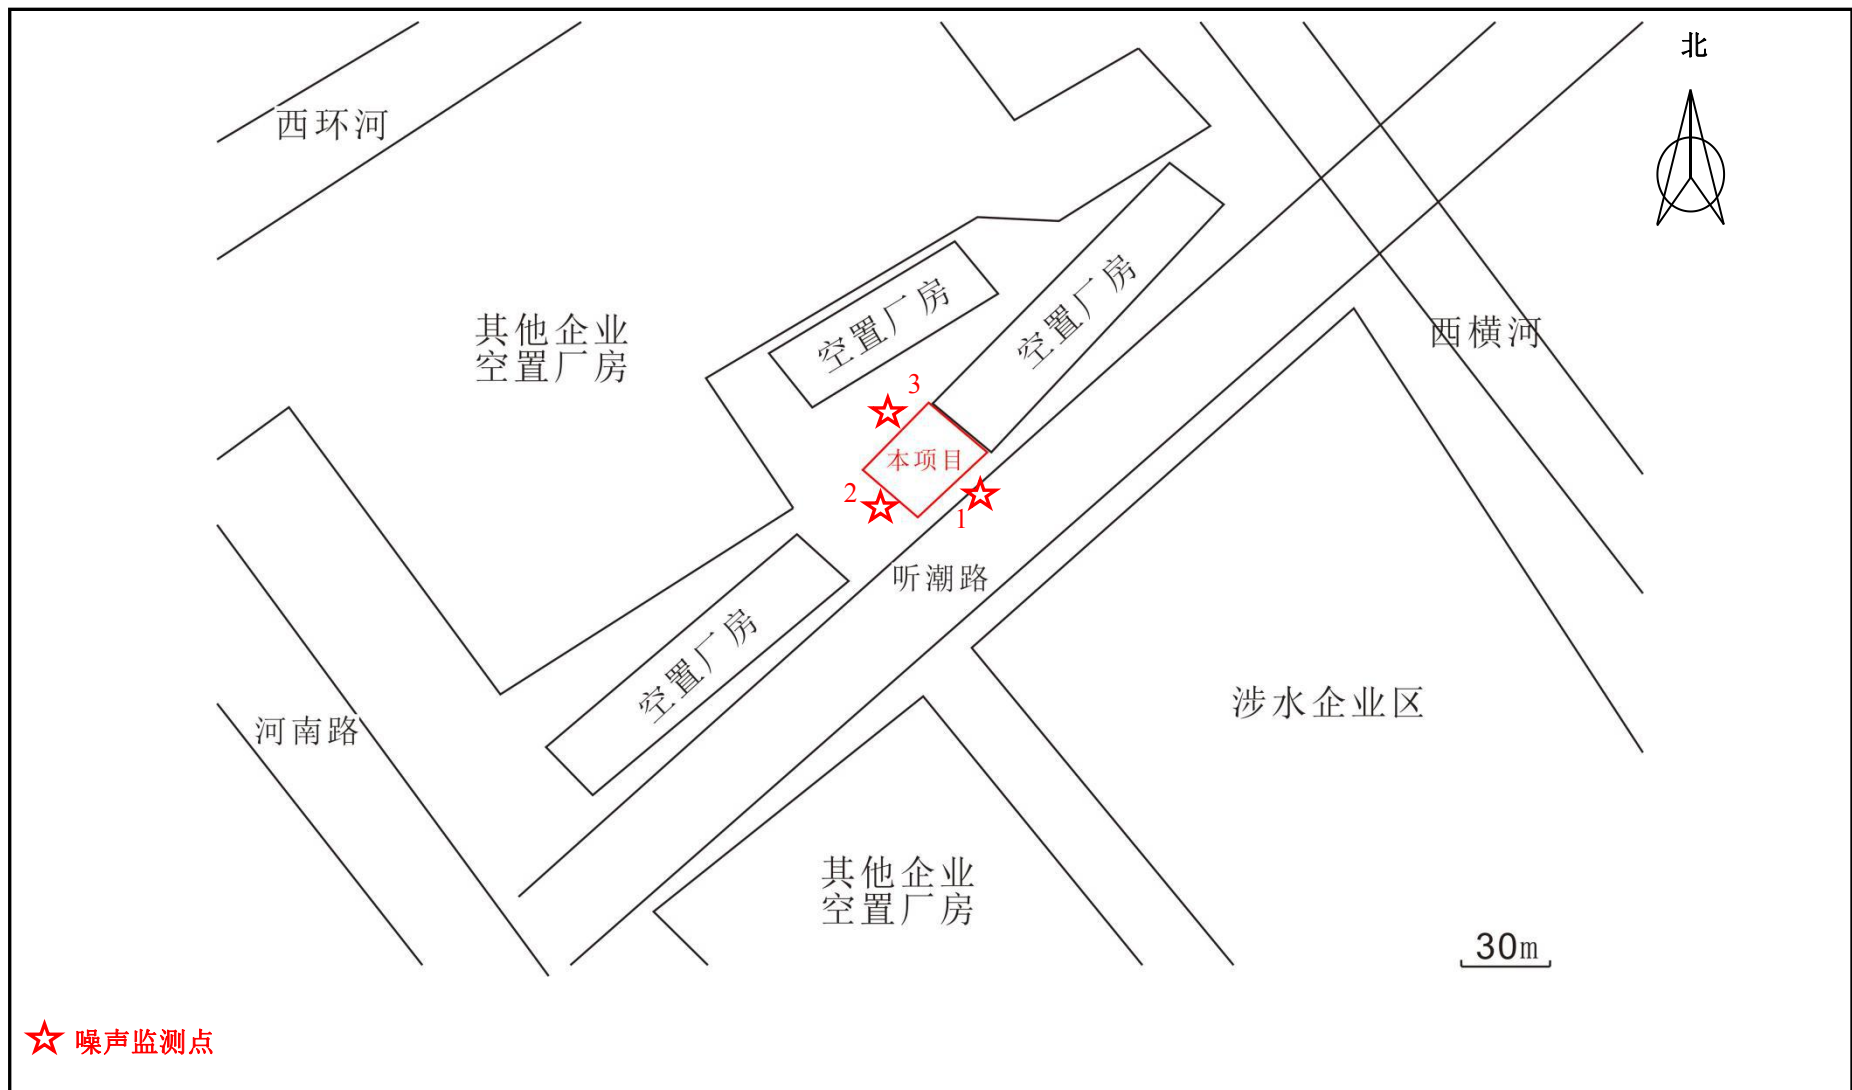 北
西环河
空置厂房
其他企业
空置厂房
空置厂房
西横河
3
本项目
2
1
听潮路
空置厂房
涉水企业区
河南路
其他企业
空置厂房
30m
噪声监测点